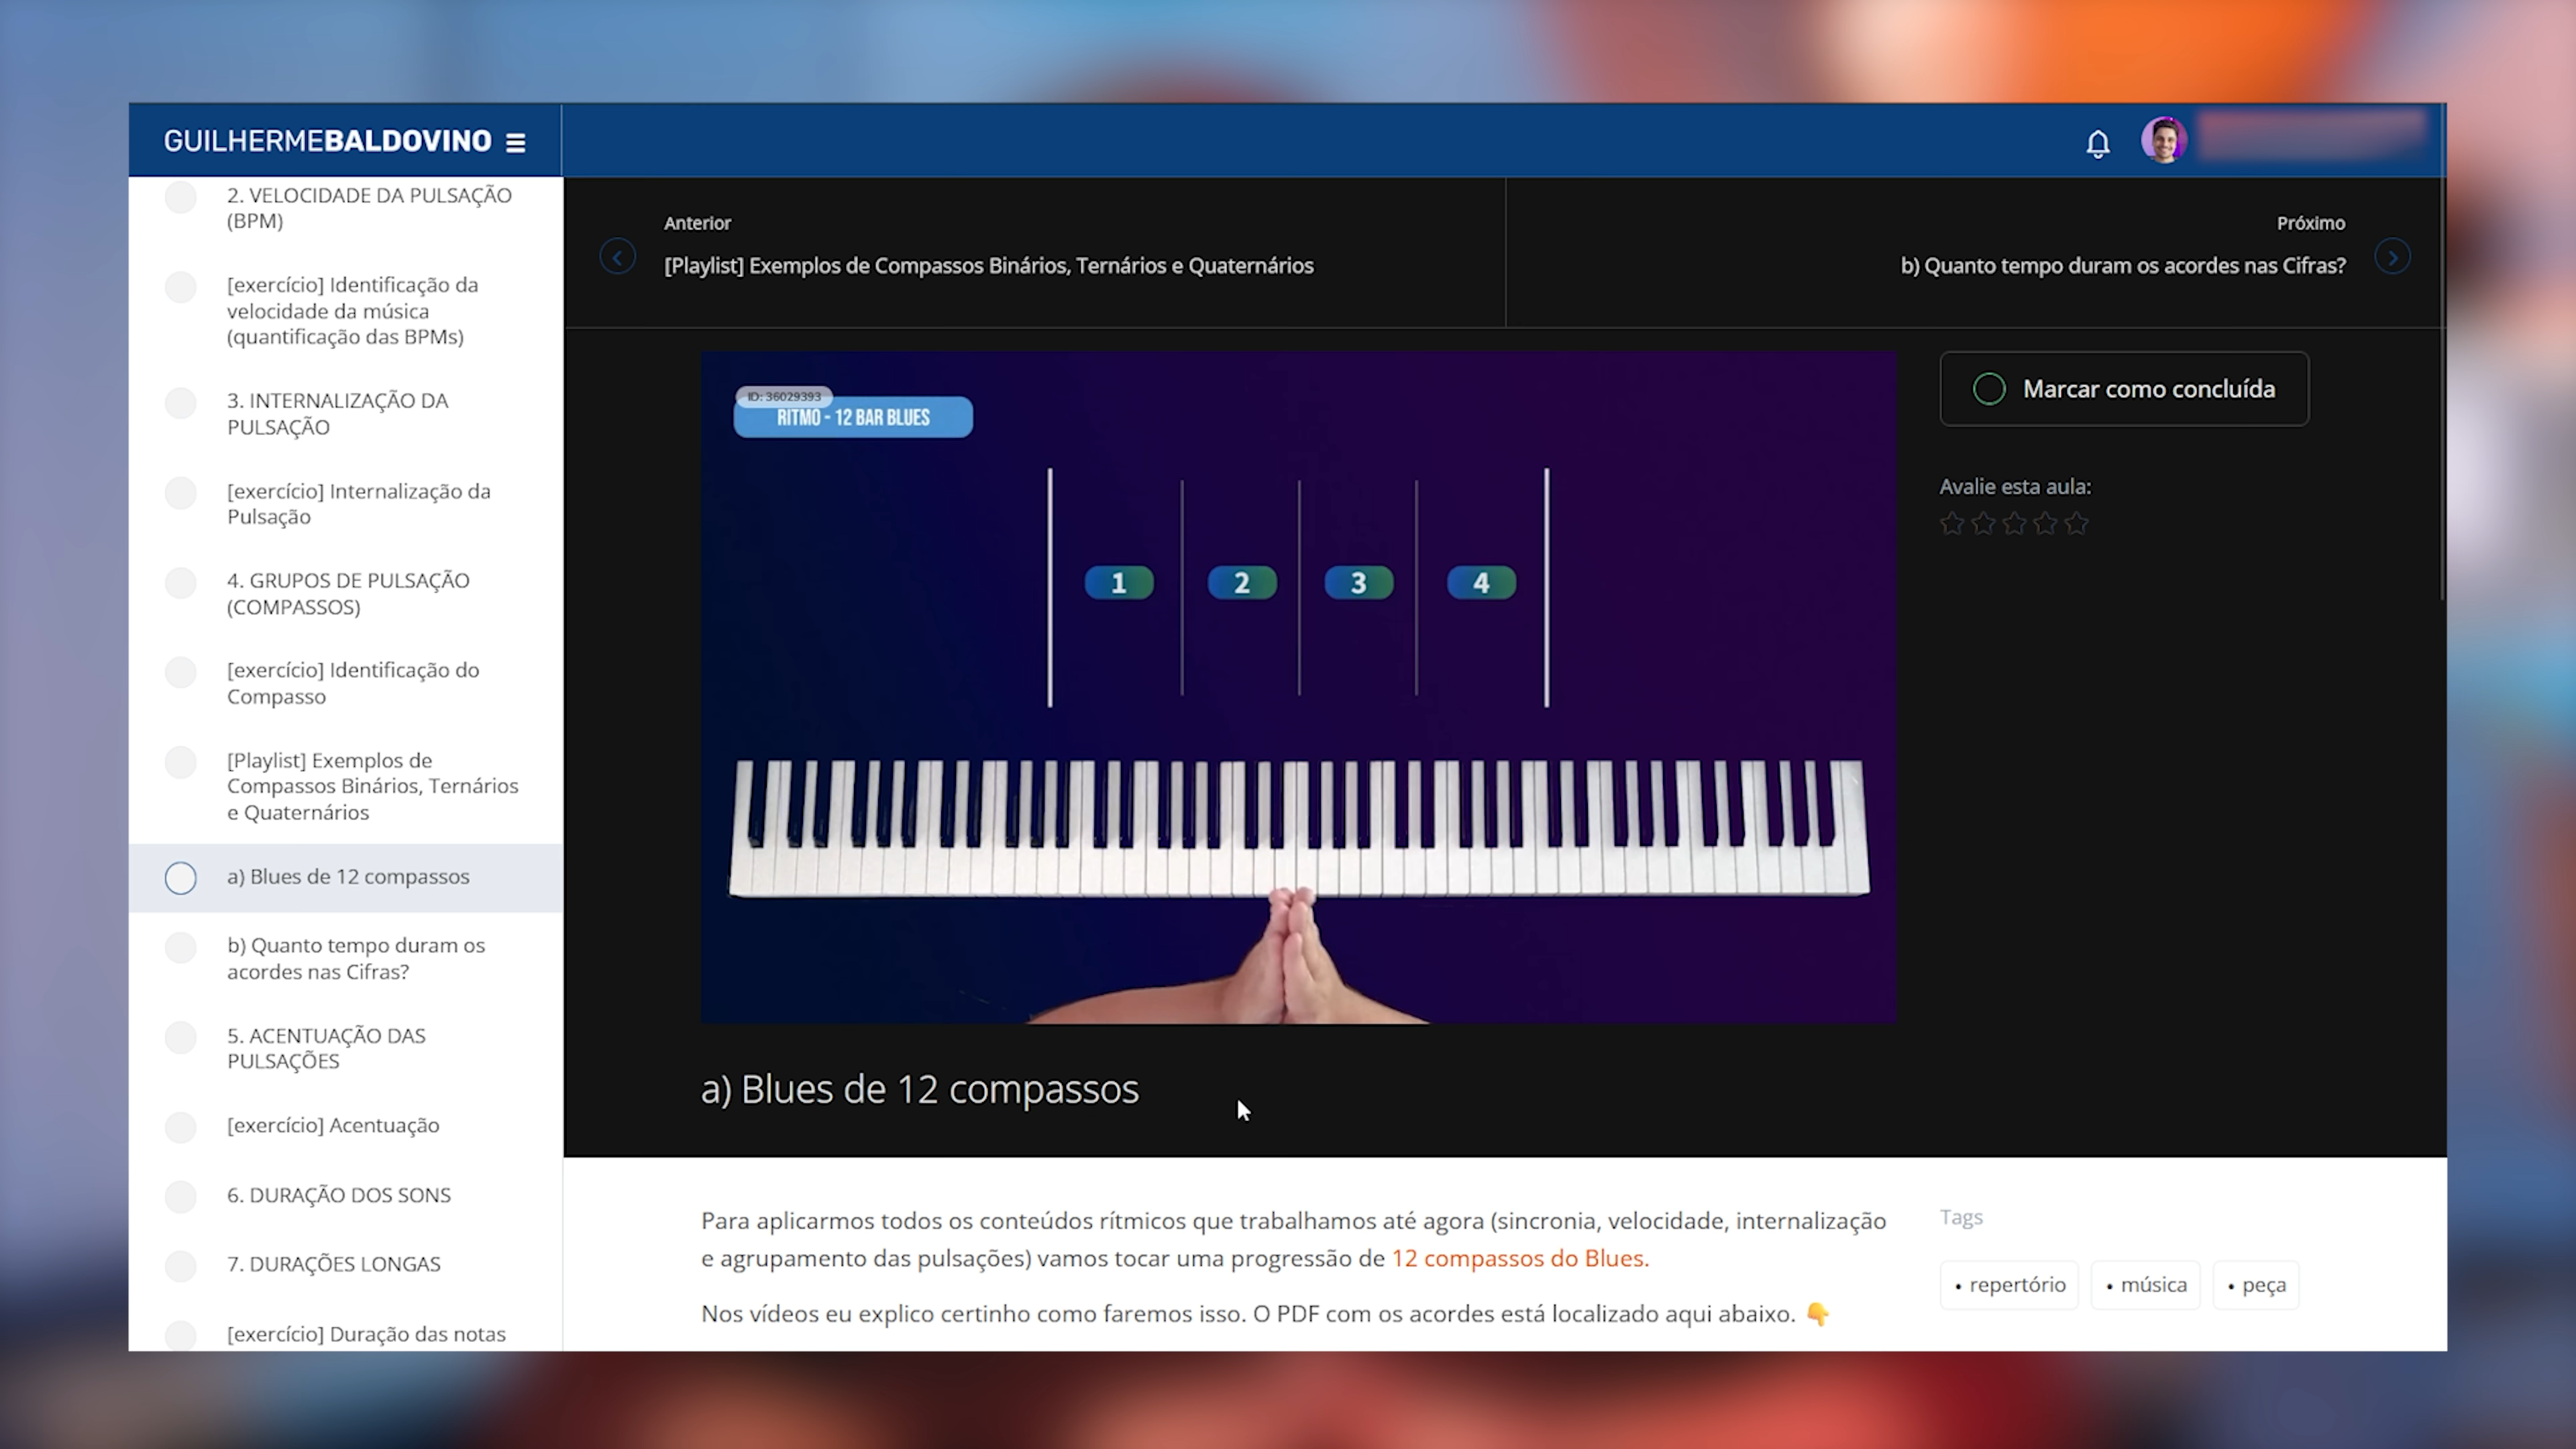 GUILHERMEBALDOVINO
2. VELOCIDADE DA PULSAÇÃO
(BPM)
[exercício] Identificação da
velocidade da música
(quantificação das BPMs)
3. INTERNALIZAÇÃO DA
PULSAÇÃO
[exercício] Internalização da
Pulsação
4. GRUPOS DE PULSAÇÃO
(COMPASSOS)
[exercício] Identificação do
Compasso
[Playlist] Exemplos de
Compassos Binários, Ternários
e Quaternários
a) Blues de 12 compassos
b) Quanto tempo duram os
acordes nas Cifras?
5. ACENTUAÇÃO DAS
PULSAÇÕES
[exercício] Acentuação
6. DURAÇÃO DOS SONS
7. DURAÇÕES LONGAS
[exercício] Duração das notas
Anterior
[Playlist] Exemplos de Compassos Binários, Ternários e Quaternários
Próximo
b) Quanto tempo duram os acordes nas Cifras?
ID: 36029393
RITMO - 12 BAR BLUES
1 2 3 4
Marcar como concluída
Avalie esta aula:
a) Blues de 12 compassos
Para aplicarmos todos os conteúdos rítmicos que trabalhamos até agora (sincronia, velocidade, internalização
e agrupamento das pulsações) vamos tocar uma progressão de 12 compassos do Blues.
Nos vídeos eu explico certinho como faremos isso. O PDF com os acordes está localizado aqui abaixo. 👇
Tags
• repertório • música • peça